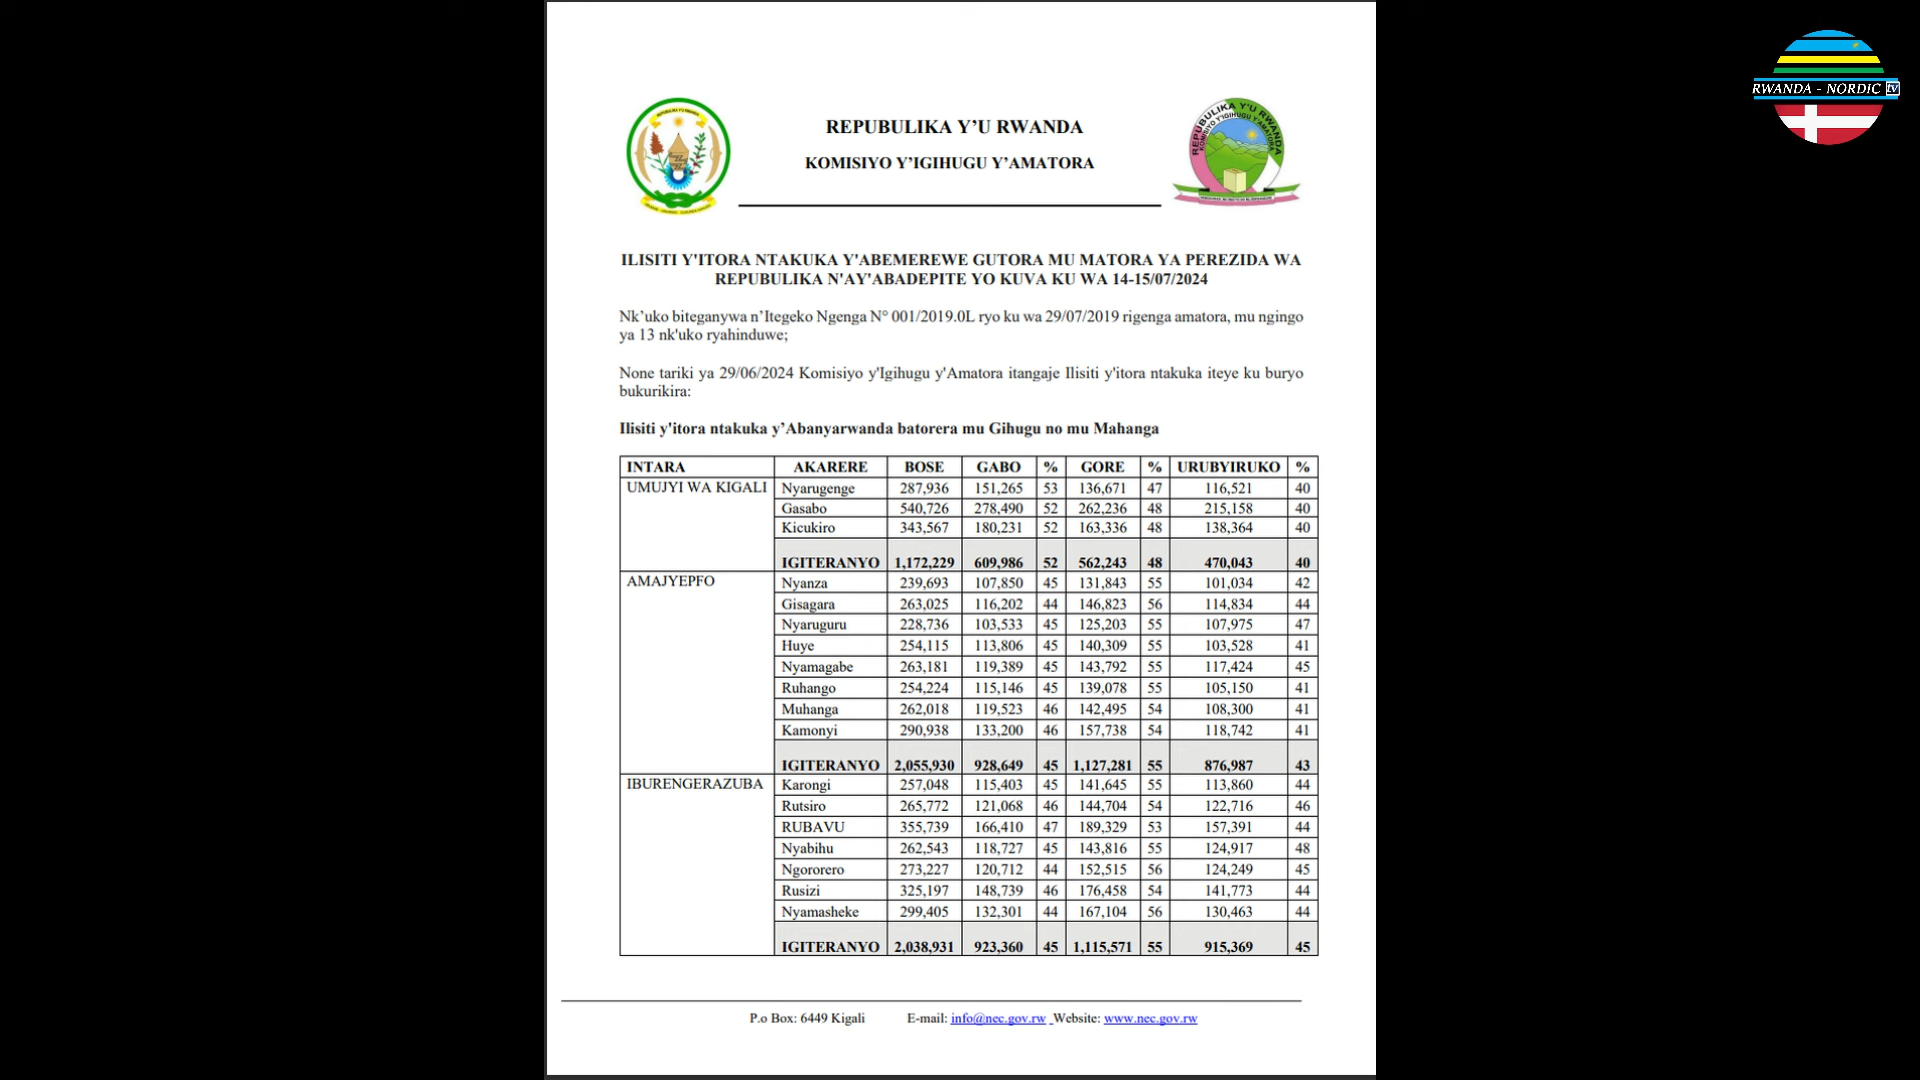 RWANDA - NORDIC tv
REPUBULIKA Y'U RWANDA
KOMISIYO Y'IGIHUGU Y'AMATORA
REPUBULIKA Y'U RWANDA
KOMISIYO Y'IGIHUGU Y'AMATORA
ILISITI Y'ITORA NTAKUKA Y'ABEMEREWE GUTORA MU MATORA YA PEREZIDA WA
REPUBULIKA N'AY'ABADEPITE YO KUVA KU WA 14-15/07/2024
Nk'uko biteganywa n'Itegeko Ngenga N° 001/2019.0L ryo ku wa 29/07/2019 rigenga amatora, mu ngingo
ya 13 nk'uko ryahinduwe;
None tariki ya 29/06/2024 Komisiyo y'Igihugu y'Amatora itangaje Ilisiti y'itora ntakuka iteye ku buryo
bukurikira:
Ilisiti y'itora ntakuka y'Abanyarwanda batorera mu Gihugu no mu Mahanga
INTARA AKARERE BOSE GABO % GORE % URUBYIRUKO %
UMUJYI WA KIGALI Nyarugenge 287,936 151,265 53 136,671 47 116,521 40
Gasabo 540,726 278,490 52 262,236 48 215,158 40
Kicukiro 343,567 180,231 52 163,336 48 138,364 40
IGITERANYO 1,172,229 609,986 52 562,243 48 470,043 40
AMAJYEPFO Nyanza 239,693 107,850 45 131,843 55 101,034 42
Gisagara 263,025 116,202 44 146,823 56 114,834 44
Nyaruguru 228,736 103,533 45 125,203 55 107,975 47
Huye 254,115 113,806 45 140,309 55 103,528 41
Nyamagabe 263,181 119,389 45 143,792 55 117,424 45
Ruhango 254,224 115,146 45 139,078 55 105,150 41
Muhanga 262,018 119,523 46 142,495 54 108,300 41
Kamonyi 290,938 133,200 46 157,738 54 118,742 41
IGITERANYO 2,055,930 928,649 45 1,127,281 55 876,987 43
IBURENGERAZUBA Karongi 257,048 115,403 45 141,645 55 113,860 44
Rutsiro 265,772 121,068 46 144,704 54 122,716 46
RUBAVU 355,739 166,410 47 189,329 53 157,391 44
Nyabihu 262,543 118,727 45 143,816 55 124,917 48
Ngororero 273,227 120,712 44 152,515 56 124,249 45
Rusizi 325,197 148,739 46 176,458 54 141,773 44
Nyamasheke 299,405 132,301 44 167,104 56 130,463 44
IGITERANYO 2,038,931 923,360 45 1,115,571 55 915,369 45
P.o Box: 6449 Kigali E-mail: info@nec.gov.rw Website: www.nec.gov.rw